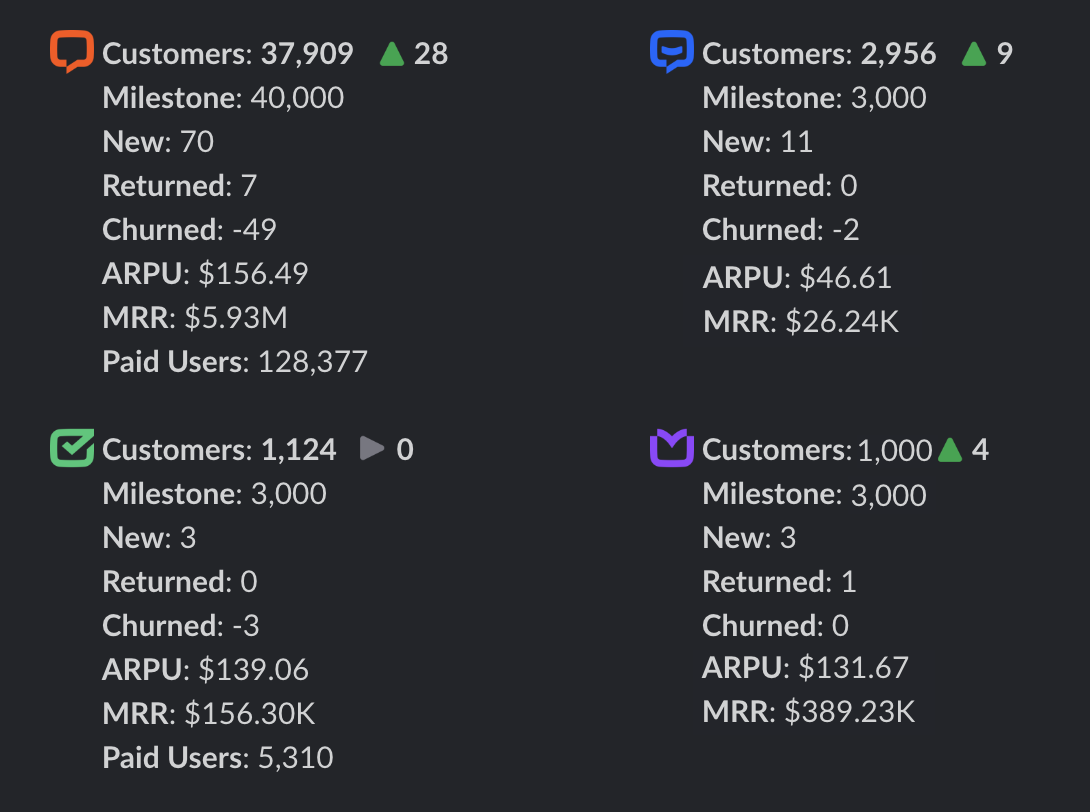 Customers: 37,909 28
Milestone: 40,000
New: 70
Returned: 7
Churned: -49
ARPU: $156.49
MRR: $5.93M
Paid Users: 128,377
Customers: 2,956 9
Milestone: 3,000
New: 11
Returned: 0
Churned: -2
ARPU: $46.61
MRR: $26.24K
Customers: 1,124 0
Milestone: 3,000
New: 3
Returned: 0
Churned: -3
ARPU: $139.06
MRR: $156.30K
Paid Users: 5,310
Customers: 1,000 4
Milestone: 3,000
New: 3
Returned: 1
Churned: 0
ARPU: $131.67
MRR: $389.23K